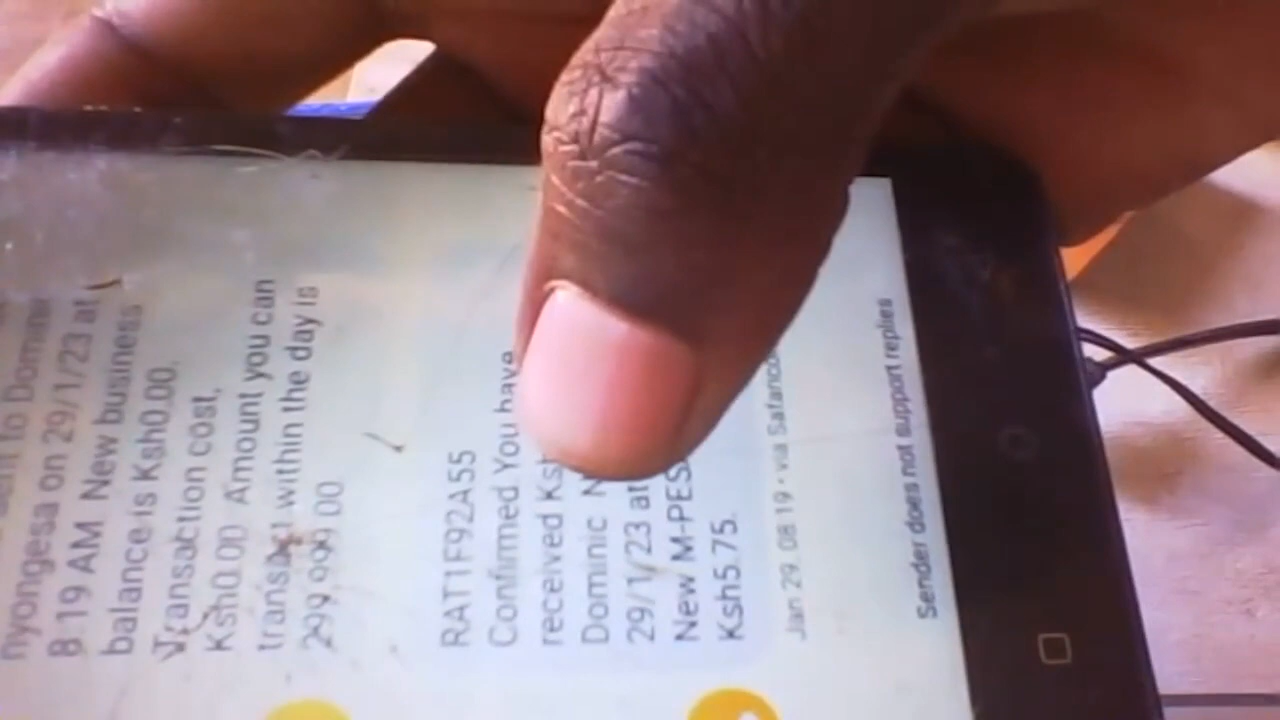 nyongesa on 29/1/23 at
8 19 AM New business
balance is Ksh0.00.
Transaction cost,
Ksh0.00 Amount you can
transact within the day is
299,999 00
RAT1F92A55
Confirmed You have
received
Dominic
29/1/23 at
New M-PES
Ksh5.75.
Jan 29, 08 19 • via Safarico
Sender does not support replies